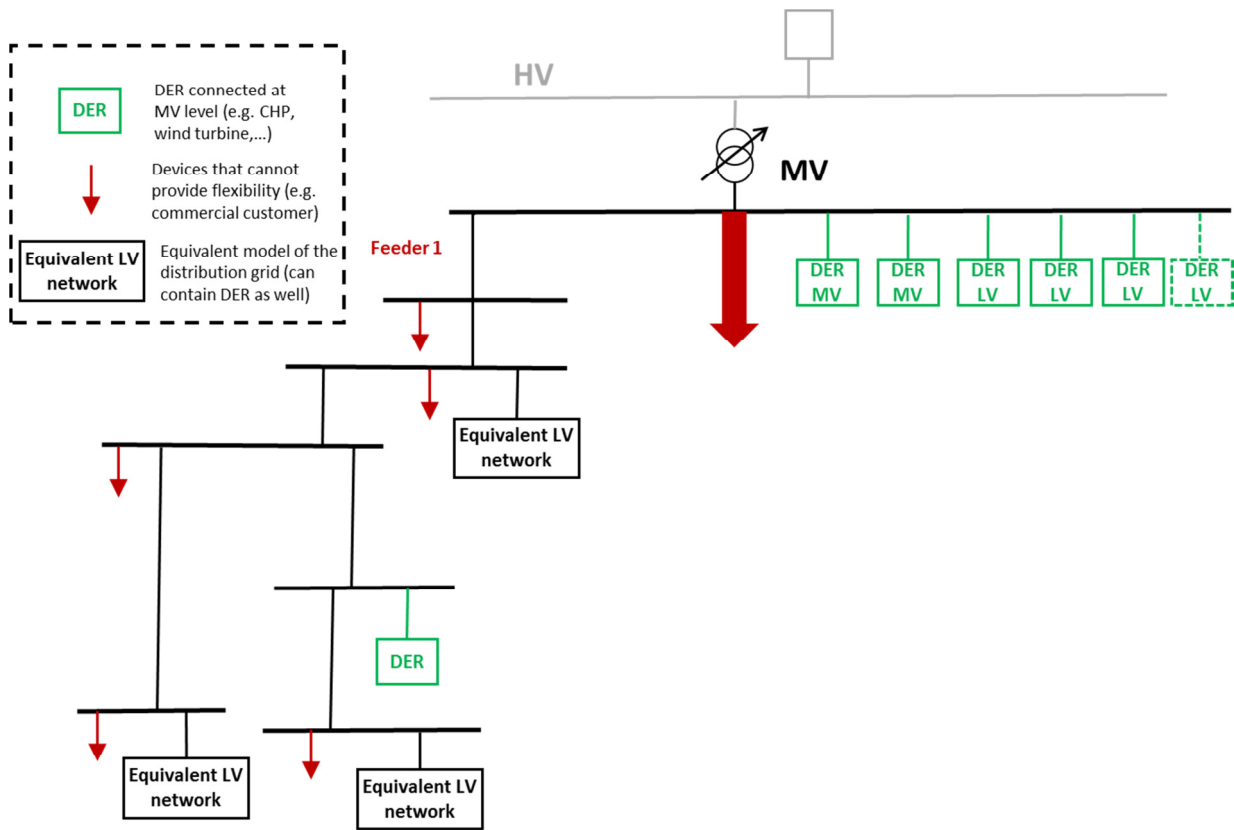 DER
DER connected at
MV level (e.g. CHP,
wind turbine,...)
Devices that cannot
provide flexibility (e.g.
commercial customer)
Equivalent LV
network
Equivalent model of the
distribution grid (can
contain DER as well)
HV
MV
Feeder 1
DER
MV
DER
MV
DER
LV
DER
LV
DER
LV
DER
LV
Equivalent LV
network
DER
Equivalent LV
network
Equivalent LV
network